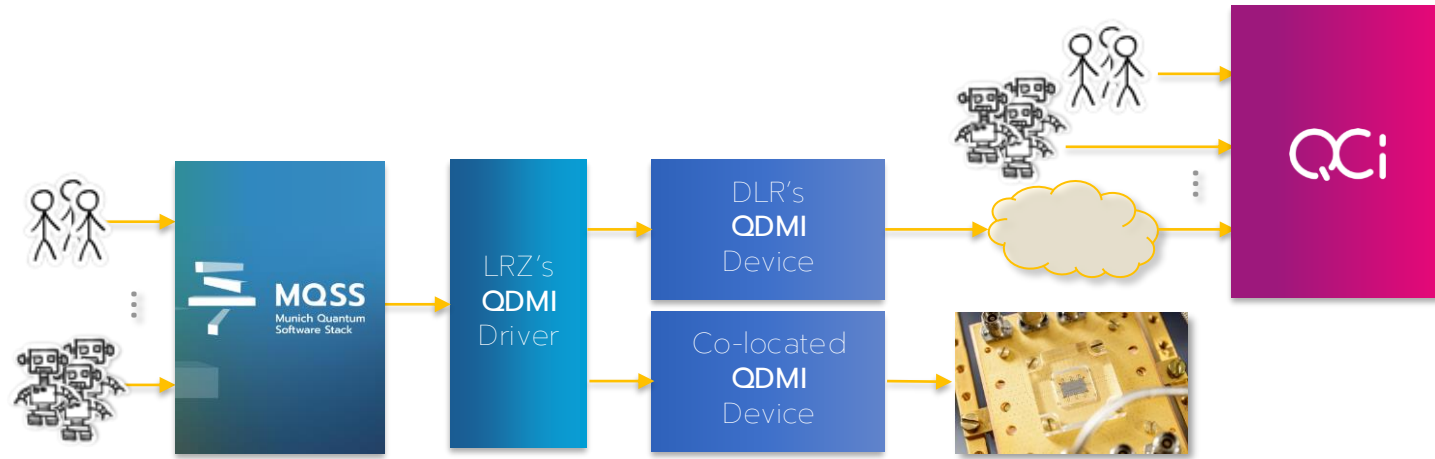 QCi
DLR's
QDMI
Device
MQSS
Munich Quantum
Software Stack
LRZ's
QDMI
Driver
Co-located
QDMI
Device